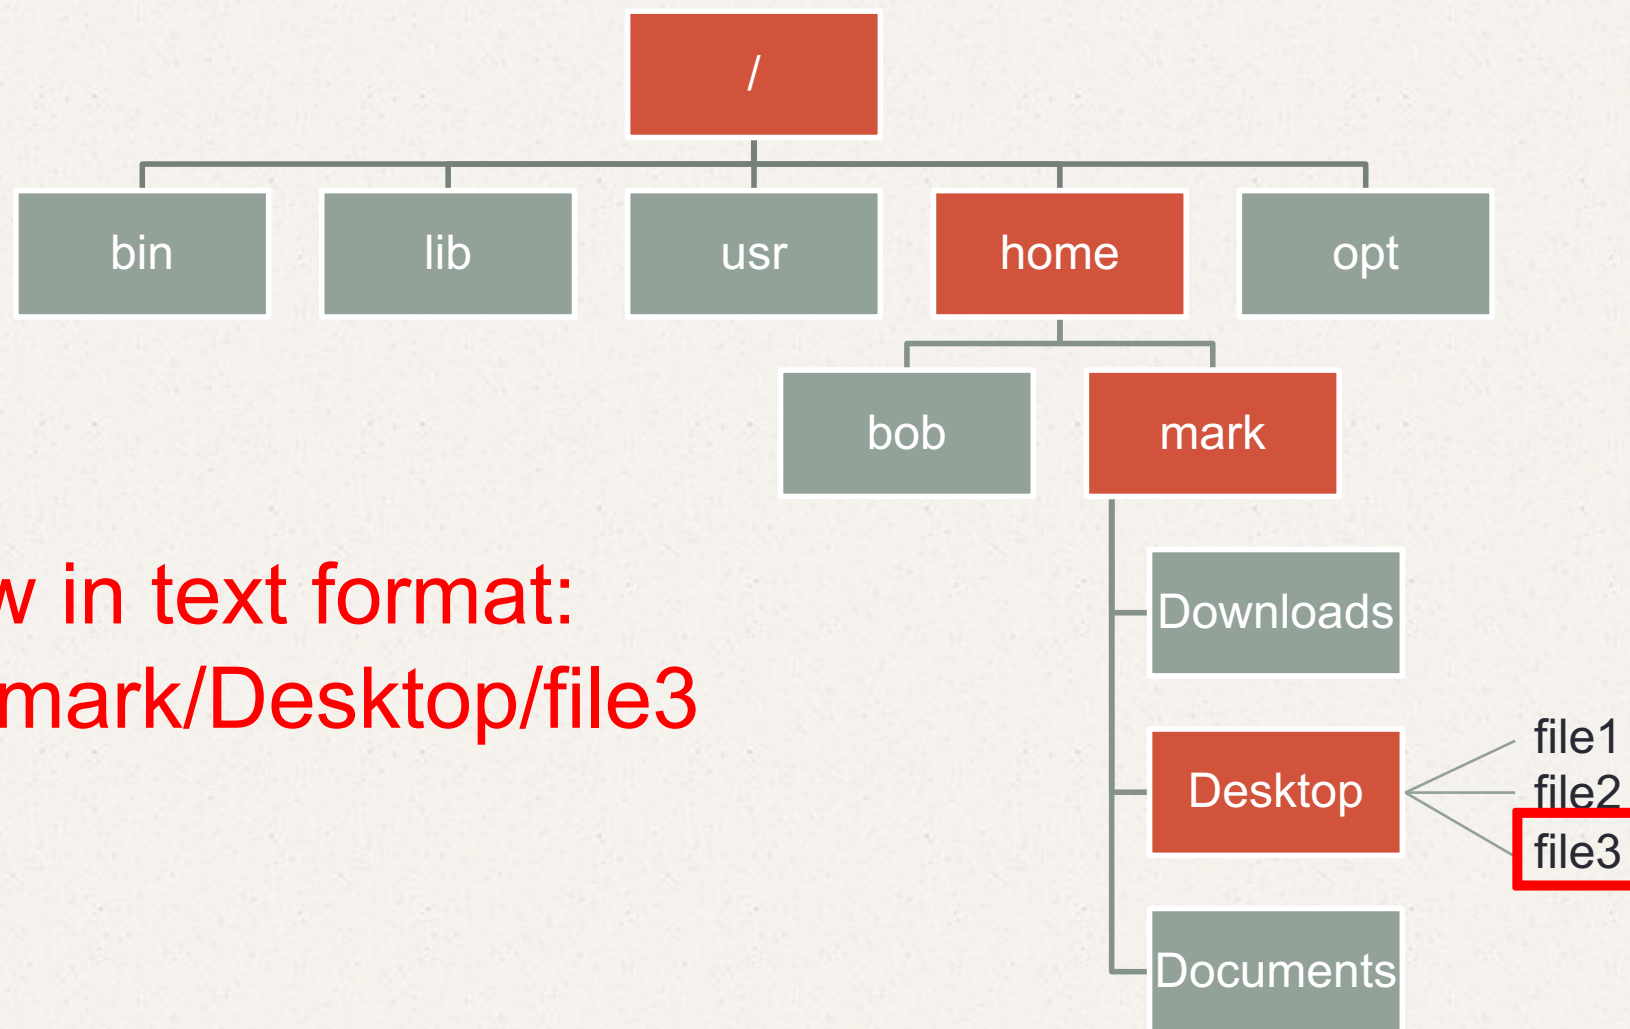 /
bin lib usr home opt
bob mark
w in text format:
Downloads
mark/Desktop/file3
file1
Desktop file2
file3
Documents